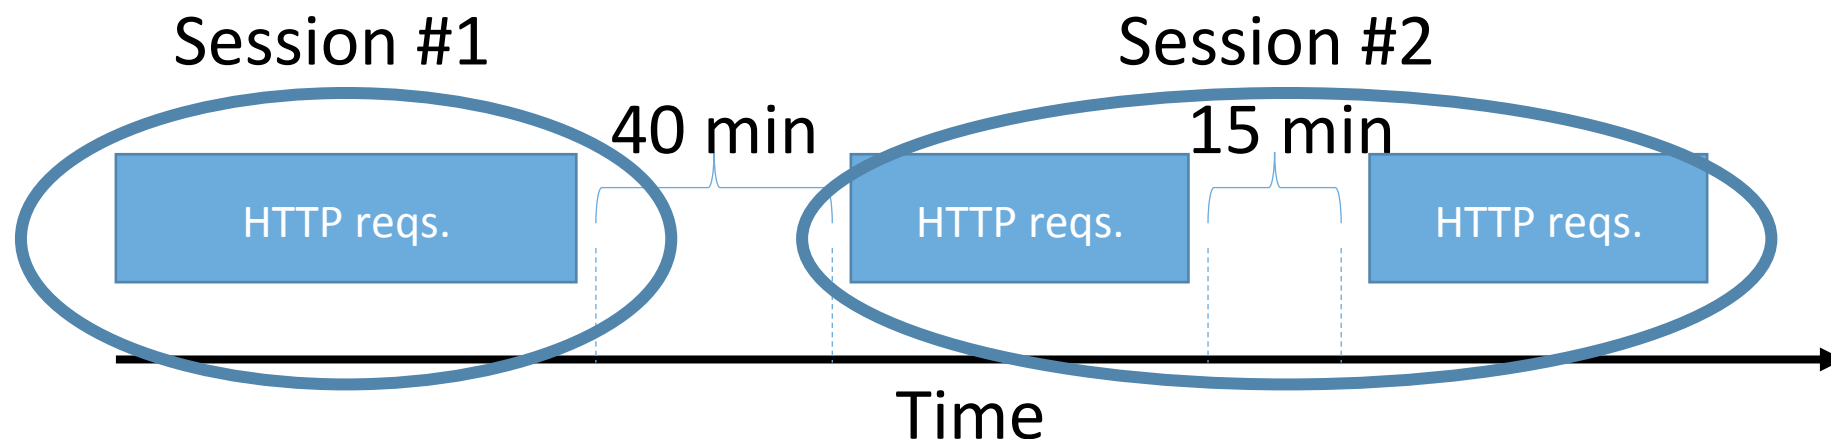 Session #1
Session #2
40 min
15 min
HTTP reqs.
HTTP reqs.
HTTP reqs.
Time